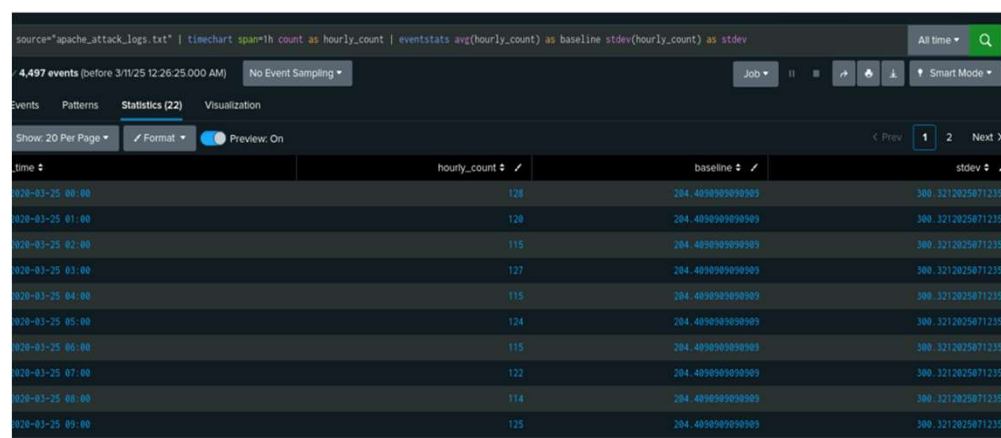 source="apache_attack_logs.txt" | timechart span=1h count as hourly_count | eventstats avg(hourly_count) as baseline stdev(hourly_count) as stdev
All time
4,497 events (before 3/11/25 12:26:25.000 AM) No Event Sampling Job Smart Mode
Events Patterns Statistics (22) Visualization
Show: 20 Per Page Format Preview: On < Prev 1 2 Next >
_time hourly_count baseline stdev
2020-03-25 00:00 128 204.4090909090909 300.3212025071235
2020-03-25 01:00 120 204.4090909090909 300.3212025071235
2020-03-25 02:00 115 204.4090909090909 300.3212025071235
2020-03-25 03:00 127 204.4090909090909 300.3212025071235
2020-03-25 04:00 115 204.4090909090909 300.3212025071235
2020-03-25 05:00 124 204.4090909090909 300.3212025071235
2020-03-25 06:00 115 204.4090909090909 300.3212025071235
2020-03-25 07:00 122 204.4090909090909 300.3212025071235
2020-03-25 08:00 114 204.4090909090909 300.3212025071235
2020-03-25 09:00 125 204.4090909090909 300.3212025071235